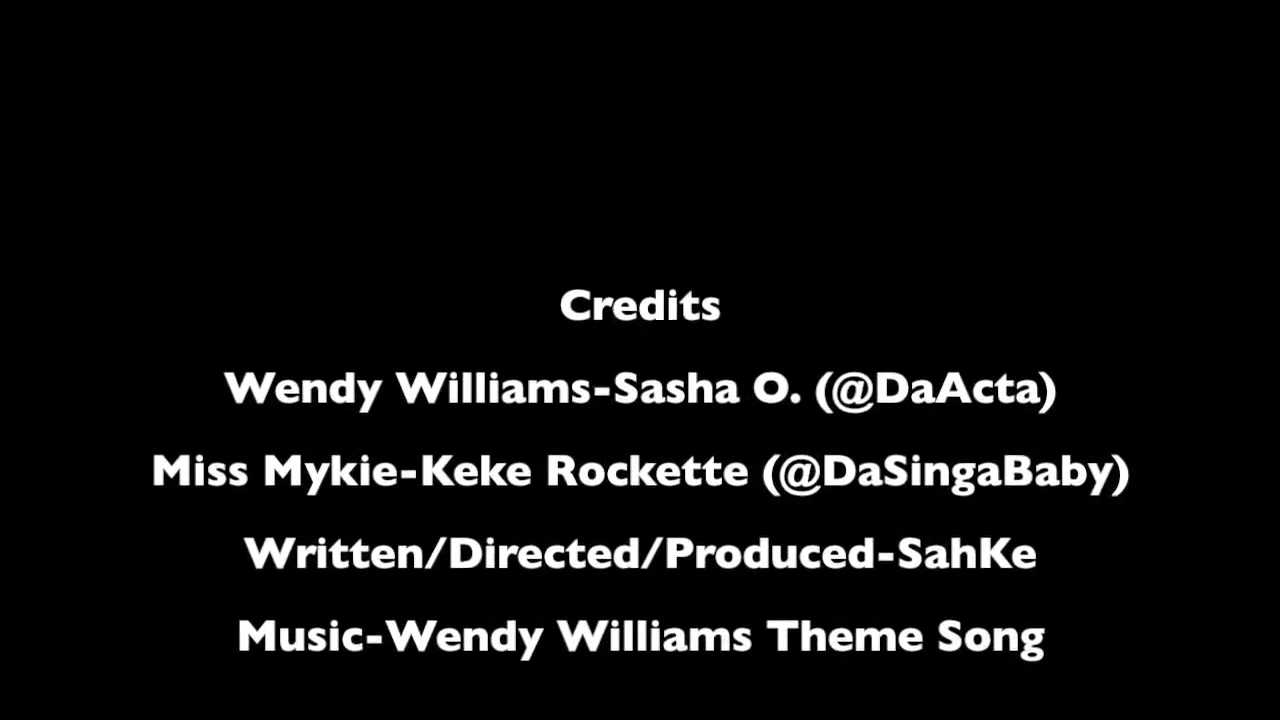 Credits
Wendy Williams-Sasha O. (@DaActa)
Miss Mykie-Keke Rockette (@DaSingaBaby)
Written/Directed/Produced-SahKe
Music-Wendy Williams Theme Song